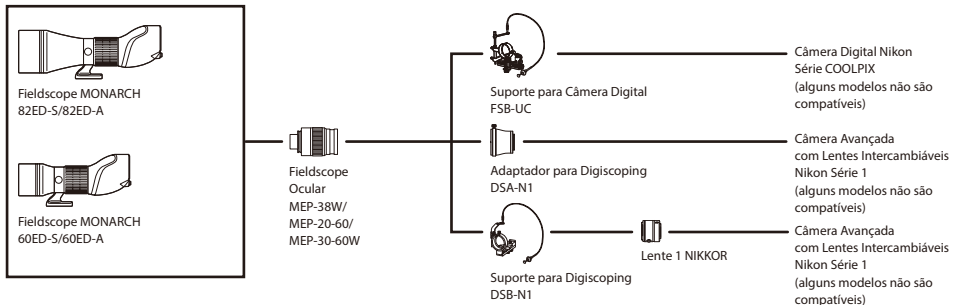 Fieldscope MONARCH
82ED-S/82ED-A
Fieldscope MONARCH
60ED-S/60ED-A
Fieldscope
Ocular
MEP-38W/
MEP-20-60/
MEP-30-60W
Suporte para Câmera Digital
FSB-UC
Adaptador para Digiscoping
DSA-N1
Suporte para Digiscoping
DSB-N1
Lente 1 NIKKOR
Câmera Digital Nikon
Série COOLPIX
(alguns modelos não são
compatíveis)
Câmera Avançada
com Lentes Intercambiáveis
Nikon Série 1
(alguns modelos não são
compatíveis)
Câmera Avançada
com Lentes Intercambiáveis
Nikon Série 1
(alguns modelos não são
compatíveis)